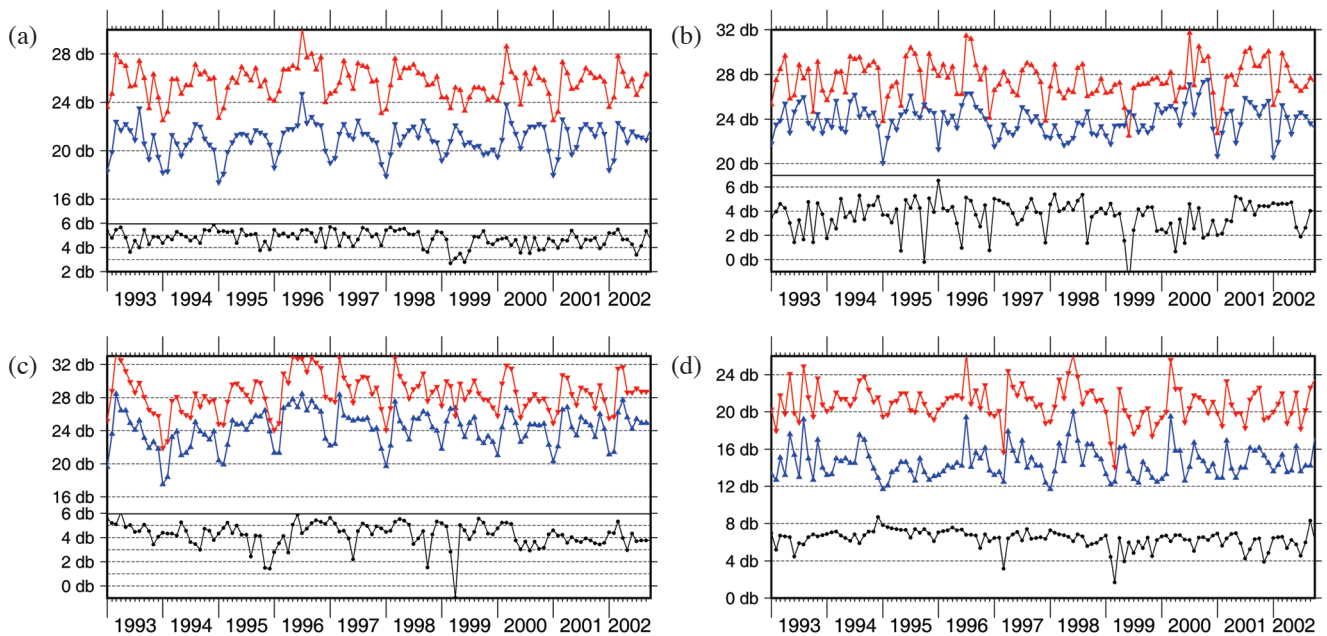 (a)
28 db
24 db
20 db
16 db
6 db
4 db
2 db
1993 1994 1995 1996 1997 1998 1999 2000 2001 2002
(b)
32 db
28 db
24 db
20 db
6 db
4 db
2 db
0 db
1993 1994 1995 1996 1997 1998 1999 2000 2001 2002
(c)
32 db
28 db
24 db
20 db
16 db
6 db
4 db
2 db
0 db
1993 1994 1995 1996 1997 1998 1999 2000 2001 2002
(d)
24 db
20 db
16 db
12 db
8 db
4 db
0 db
1993 1994 1995 1996 1997 1998 1999 2000 2001 2002